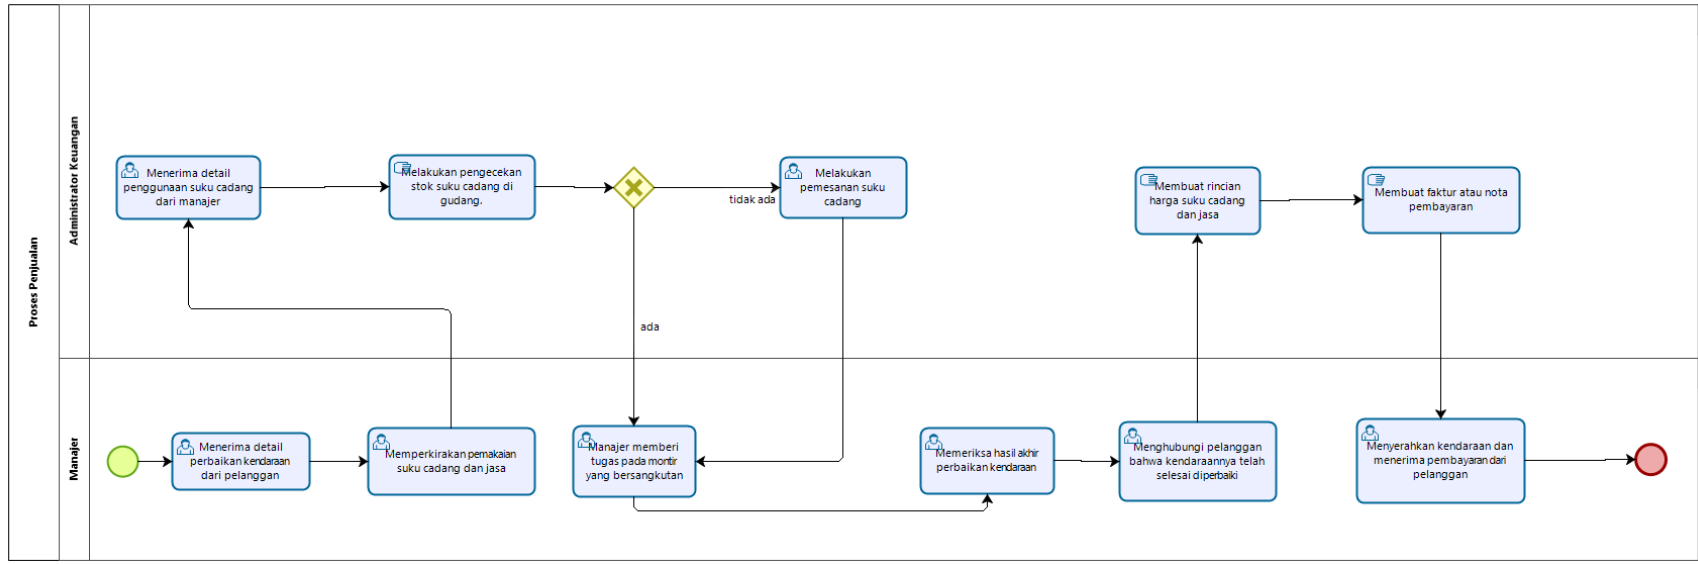 Proses Penjualan
Administrator Keuangan
Menerima detail
penggunaan suku cadang
dari manajer
Melakukan pengecekan
stok suku cadang di
gudang.
tidak ada
ada
Melakukan
pemesanan suku
cadang
Membuat rincian
harga suku cadang
dan jasa
Membuat faktur atau nota
pembayaran
Manajer
Menerima detail
perbaikan kendaraan
dari pelanggan
Memperkirakan pemakaian
suku cadang dan jasa
Manajer memberi
tugas pada montir
yang bersangkutan
Memeriksa hasil akhir
perbaikan kendaraan
Menghubungi pelanggan
bahwa kendaraannya telah
selesai diperbaiki
Menyerahkan kendaraan dan
menerima pembayaran dari
pelanggan